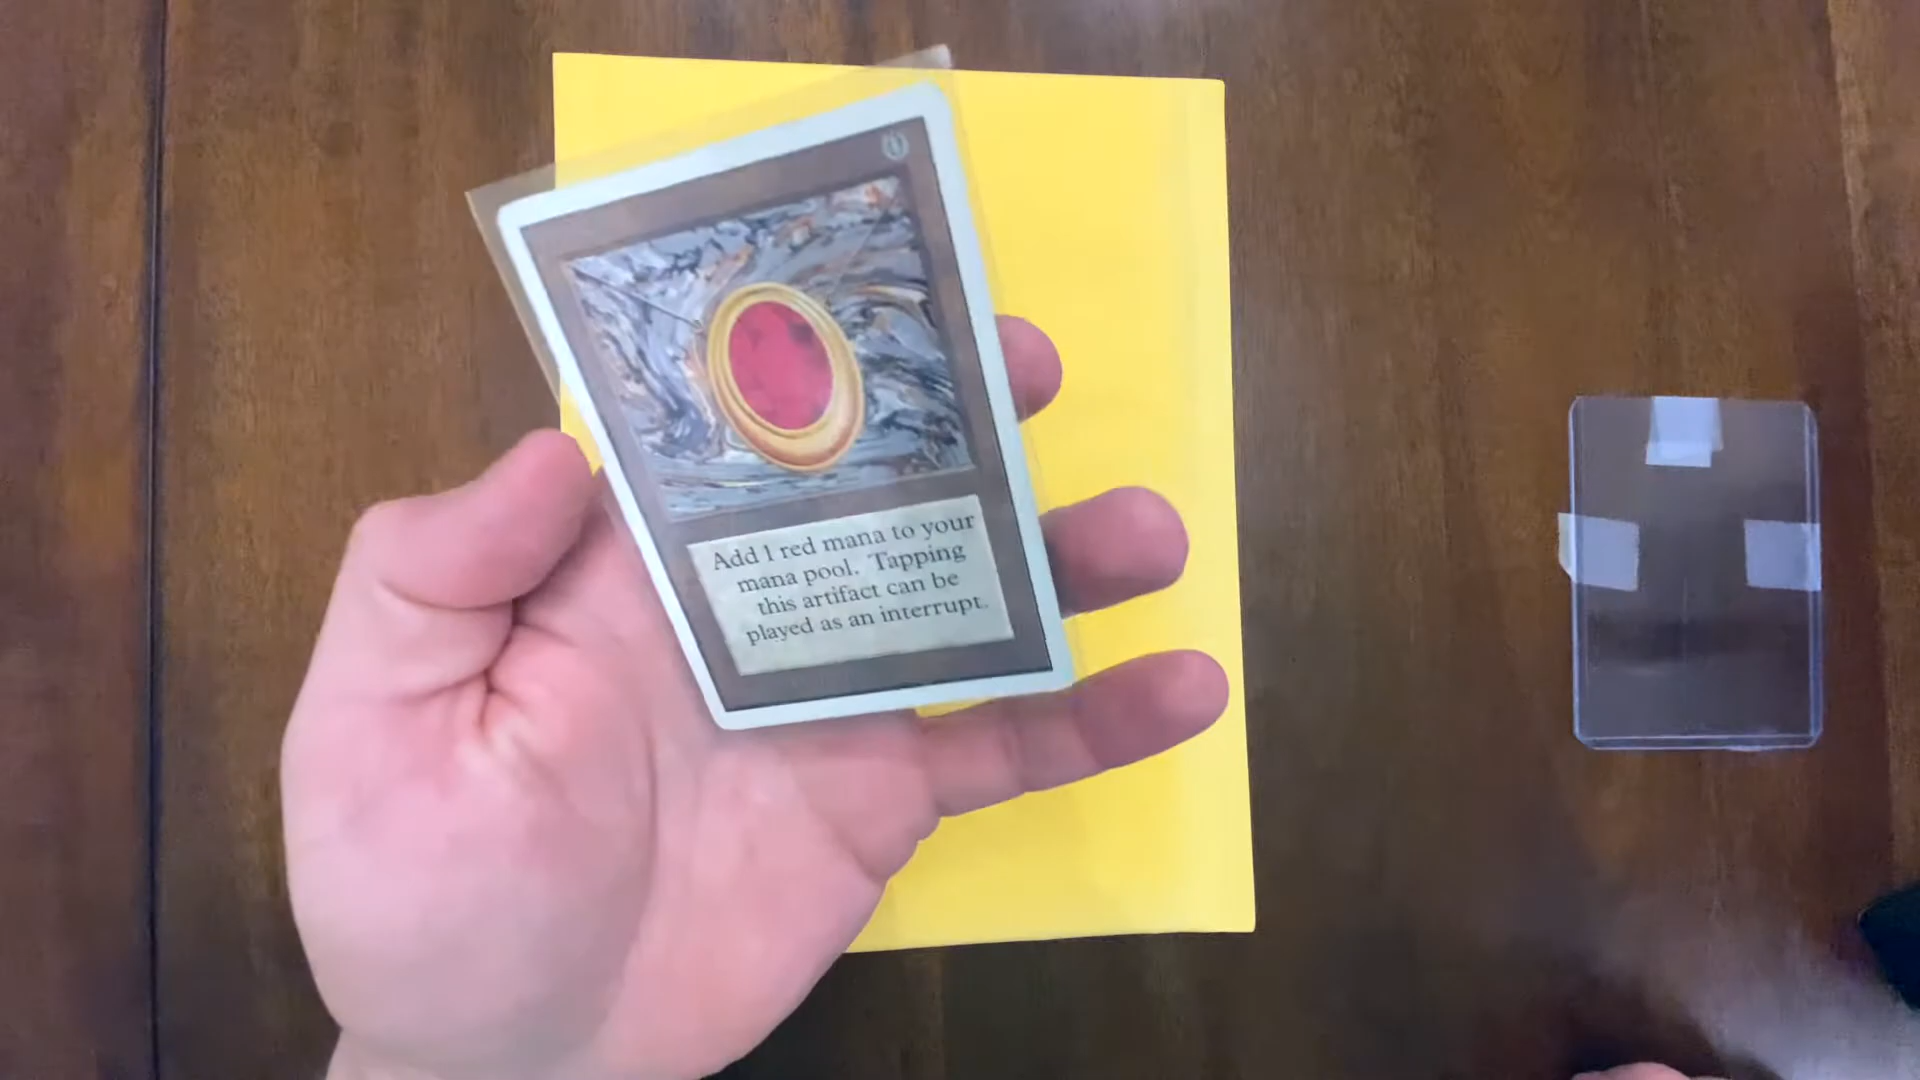 Add 1 red mana to your
mana pool. Tapping
this artifact can be
played as an interrupt.